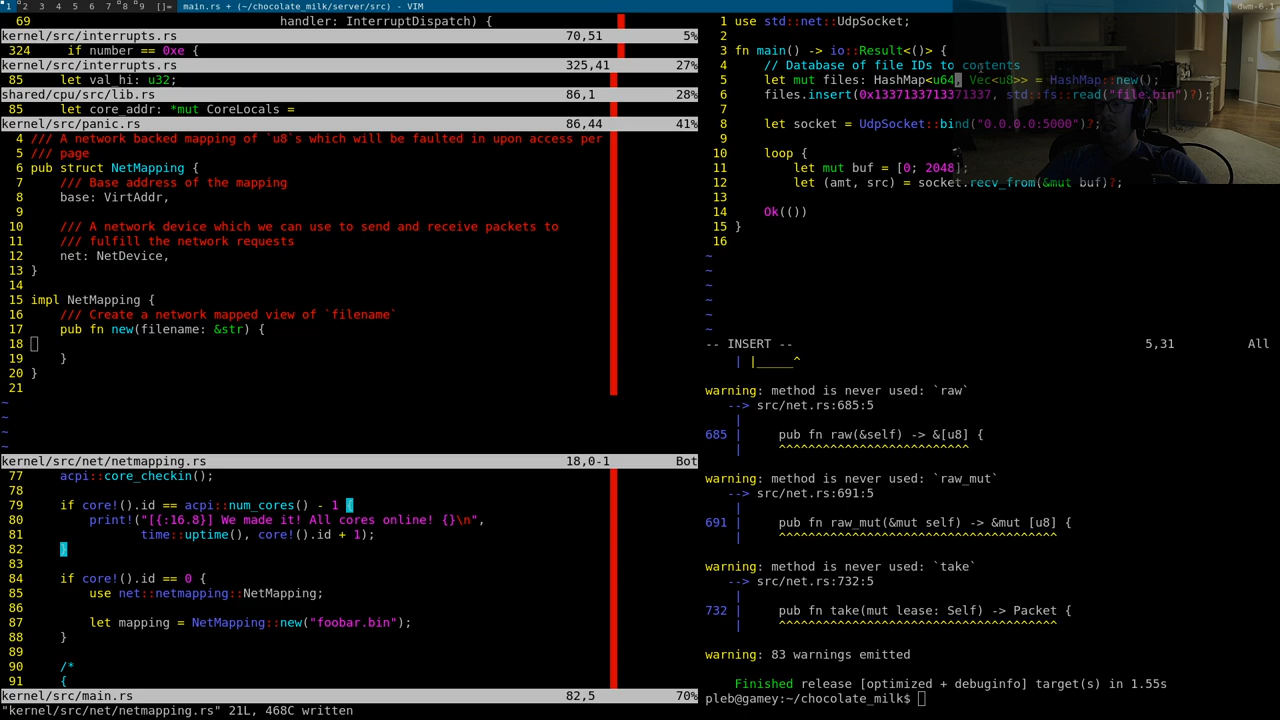 1 2 3 4 5 6 7 8 9 []= main.rs + (~/chocolate_milk/server/src) - VIM dwm-6.1
69 handler: InterruptDispatch) {
kernel/src/interrupts.rs 70,51 5%
324 if number == 0xe {
kernel/src/interrupts.rs 325,41 27%
85 let val_hi: u32;
shared/cpu/src/lib.rs 86,1 28%
85 let core_addr: *mut CoreLocals =
kernel/src/panic.rs 86,44 41%
4 /// A network backed mapping of `u8`s which will be faulted in upon access per
5 /// page
6 pub struct NetMapping {
7 /// Base address of the mapping
8 base: VirtAddr,
9
10 /// A network device which we can use to send and receive packets to
11 /// fulfill the network requests
12 net: NetDevice,
13 }
14
15 impl NetMapping {
16 /// Create a network mapped view of `filename`
17 pub fn new(filename: &str) {
18
19 }
20 }
21
~
~
~
~
kernel/src/net/netmapping.rs 18,0-1 Bot
77 acpi::core_checkin();
78
79 if core!().id == acpi::num_cores() - 1 {
80 print!("[{:16.8}] We made it! All cores online! {}\n",
81 time::uptime(), core!().id + 1);
82 }
83
84 if core!().id == 0 {
85 use net::netmapping::NetMapping;
86
87 let mapping = NetMapping::new("foobar.bin");
88 }
89
90 /*
91 {
kernel/src/main.rs 82,5 70%
"kernel/src/net/netmapping.rs" 21L, 468C written
1 use std::net::UdpSocket;
2
3 fn main() -> io::Result<()> {
4 // Database of file IDs to contents
5 let mut files: HashMap<u64, Vec<u8>> = HashMap::new();
6 files.insert(0x1337133713371337, std::fs::read("file.bin")?);
7
8 let socket = UdpSocket::bind("0.0.0.0:5000")?;
9
10 loop {
11 let mut buf = [0; 2048];
12 let (amt, src) = socket.recv_from(&mut buf)?;
13
14 Ok(())
15 }
16
~
~
~
~
~
~
-- INSERT -- 5,31 All
| |_____^
warning: method is never used: `raw`
--> src/net.rs:685:5
|
685 | pub fn raw(&self) -> &[u8] {
| ^^^^^^^^^^^^^^^^^^^^^^^^^^
warning: method is never used: `raw_mut`
--> src/net.rs:691:5
|
691 | pub fn raw_mut(&mut self) -> &mut [u8] {
| ^^^^^^^^^^^^^^^^^^^^^^^^^^^^^^^^^^^^^^
warning: method is never used: `take`
--> src/net.rs:732:5
|
732 | pub fn take(mut lease: Self) -> Packet {
| ^^^^^^^^^^^^^^^^^^^^^^^^^^^^^^^^^^^^^^
warning: 83 warnings emitted
Finished release [optimized + debuginfo] target(s) in 1.55s
pleb@gamey:~/chocolate_milk$